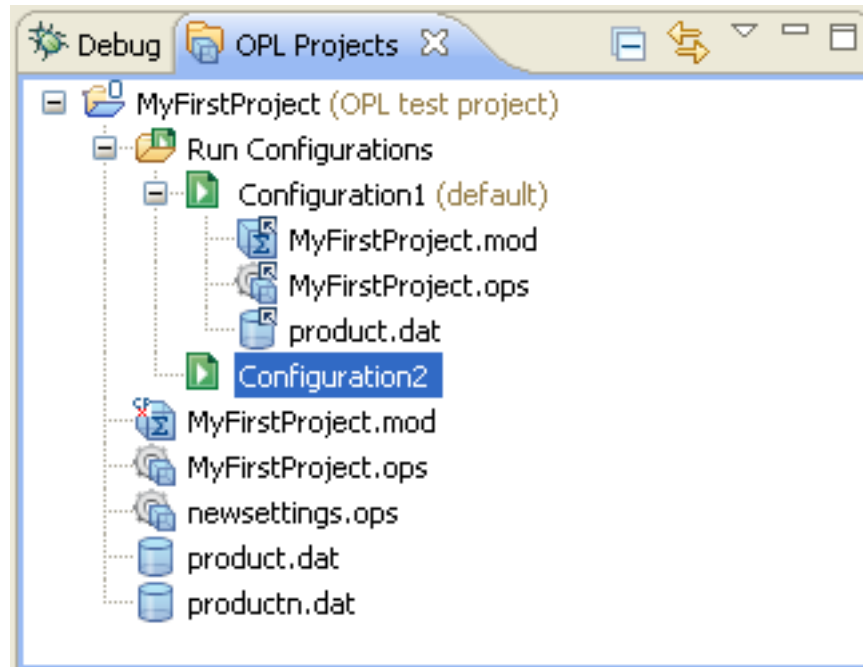 Debug OPL Projects
MyFirstProject (OPL test project)
Run Configurations
Configuration1 (default)
MyFirstProject.mod
MyFirstProject.ops
product.dat
Configuration2
MyFirstProject.mod
MyFirstProject.ops
newsettings.ops
product.dat
productn.dat